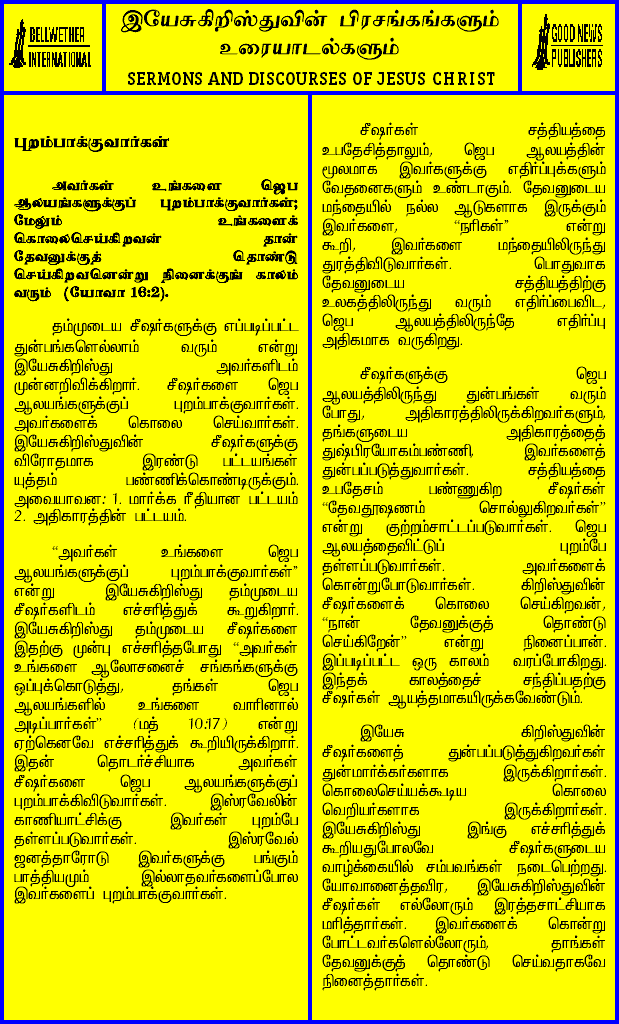 BELLWETHER
INTERNATIONAL
இயேசுகிறிஸ்துவின் பிரசங்கங்களும்
உரையாடல்களும்
SERMONS AND DISCOURSES OF JESUS CHRIST
GOOD NEWS
PUBLISHERS
புறம்பாக்குவார்கள்
அவர்கள் உங்களை ஜெப
ஆலயங்களுக்குப் புறம்பாக்குவார்கள்;
மேலும் உங்களைக்
கொலைசெய்கிறவன் தான்
தேவனுக்குத் தொண்டு
செய்கிறவனென்று நினைக்குங் காலம்
வரும் (யோவா 16:2).
தம்முடைய சீஷர்களுக்கு எப்படிப்பட்ட
துன்பங்களெல்லாம் வரும் என்று
இயேசுகிறிஸ்து அவர்களிடம்
முன்னறிவிக்கிறார். சீஷர்களை ஜெப
ஆலயங்களுக்குப் புறம்பாக்குவார்கள்.
அவர்களைக் கொலை செய்வார்கள்.
இயேசுகிறிஸ்துவின் சீஷர்களுக்கு
விரோதமாக இரண்டு பட்டயங்கள்
யுத்தம் பண்ணிக்கொண்டிருக்கும்.
அவையாவன: 1. மார்க்க ரீதியான பட்டயம்
2. அதிகாரத்தின் பட்டயம்.
“அவர்கள் உங்களை ஜெப
ஆலயங்களுக்குப் புறம்பாக்குவார்கள்”
என்று இயேசுகிறிஸ்து தம்முடைய
சீஷர்களிடம் எச்சரித்துக் கூறுகிறார்.
இயேசுகிறிஸ்து தம்முடைய சீஷர்களை
இதற்கு முன்பு எச்சரித்தபோது “அவர்கள்
உங்களை ஆலோசனைச் சங்கங்களுக்கு
ஒப்புக்கொடுத்து, தங்கள் ஜெப
ஆலயங்களில் உங்களை வாரினால்
அடிப்பார்கள்” (மத் 10:17) என்று
ஏற்கெனவே எச்சரித்துக் கூறியிருக்கிறார்.
இதன் தொடர்ச்சியாக அவர்கள்
சீஷர்களை ஜெப ஆலயங்களுக்குப்
புறம்பாக்கிவிடுவார்கள். இஸ்ரவேலின்
காணியாட்சிக்கு இவர்கள் புறம்பே
தள்ளப்படுவார்கள். இஸ்ரவேல்
ஜனத்தாரோடு இவர்களுக்கு பங்கும்
பாத்தியமும் இல்லாதவர்களைப்போல
இவர்களைப் புறம்பாக்குவார்கள்.
சீஷர்கள் சத்தியத்தை
உபதேசித்தாலும், ஜெப ஆலயத்தின்
மூலமாக இவர்களுக்கு எதிர்ப்புக்களும்
வேதனைகளும் உண்டாகும். தேவனுடைய
மந்தையில் நல்ல ஆடுகளாக இருக்கும்
இவர்களை, “நரிகள்” என்று
கூறி, இவர்களை மந்தையிலிருந்து
துரத்திவிடுவார்கள். பொதுவாக
தேவனுடைய சத்தியத்திற்கு
உலகத்திலிருந்து வரும் எதிர்ப்பைவிட,
ஜெப ஆலயத்திலிருந்தே எதிர்ப்பு
அதிகமாக வருகிறது.
சீஷர்களுக்கு ஜெப
ஆலயத்திலிருந்து துன்பங்கள் வரும்
போது, அதிகாரத்திலிருக்கிறவர்களும்,
தங்களுடைய அதிகாரத்தைத்
துஷ்பிரயோகம்பண்ணி, இவர்களைத்
துன்பப்படுத்துவார்கள். சத்தியத்தை
உபதேசம் பண்ணுகிற சீஷர்கள்
“தேவதூஷணம் சொல்லுகிறவர்கள்”
என்று குற்றம்சாட்டப்படுவார்கள். ஜெப
ஆலயத்தைவிட்டுப் புறம்பே
தள்ளப்படுவார்கள். அவர்களைக்
கொன்றுபோடுவார்கள். கிறிஸ்துவின்
சீஷர்களைக் கொலை செய்கிறவன்,
“நான் தேவனுக்குத் தொண்டு
செய்கிறேன்” என்று நினைப்பான்.
இப்படிப்பட்ட ஒரு காலம் வரப்போகிறது.
இந்தக் காலத்தைச் சந்திப்பதற்கு
சீஷர்கள் ஆயத்தமாகயிருக்கவேண்டும்.
இயேசு கிறிஸ்துவின்
சீஷர்களைத் துன்பப்படுத்துகிறவர்கள்
துன்மார்க்கர்களாக இருக்கிறார்கள்.
கொலைசெய்யக்கூடிய கொலை
வெறியர்களாக இருக்கிறார்கள்.
இயேசுகிறிஸ்து இங்கு எச்சரித்துக்
கூறியதுபோலவே சீஷர்களுடைய
வாழ்க்கையில் சம்பவங்கள் நடைபெற்றது.
யோவானைத்தவிர, இயேசுகிறிஸ்துவின்
சீஷர்கள் எல்லோரும் இரத்தசாட்சியாக
மரித்தார்கள். இவர்களைக் கொன்று
போட்டவர்களெல்லோரும், தாங்கள்
தேவனுக்குத் தொண்டு செய்வதாகவே
நினைத்தார்கள்.